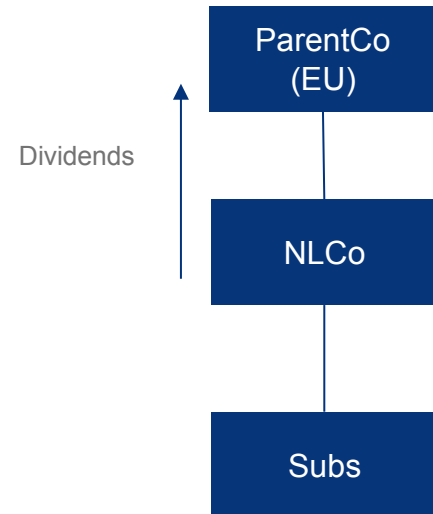 ParentCo
(EU)
Dividends
NLCo
Subs